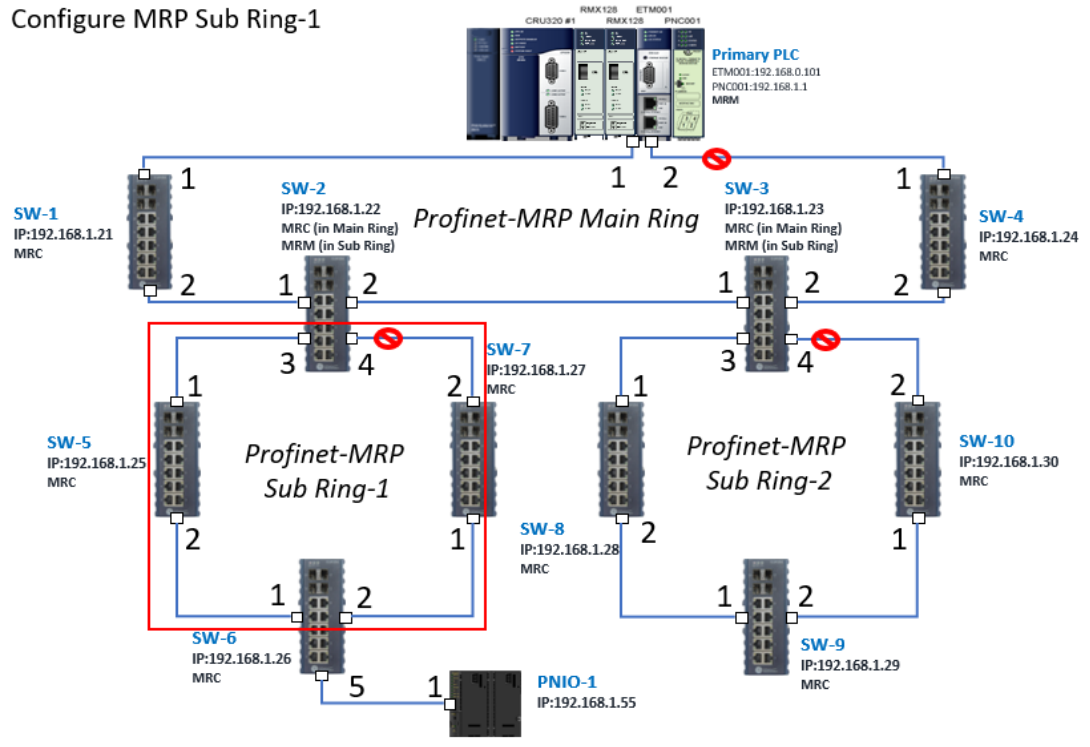 Configure MRP Sub Ring-1
RMX128
ETM001
CRU320 #1
RMX128
PNC001
Primary PLC
ETM001:192.168.0.101
PNC001:192.168.1.1
MRM
1
2
1
1
SW-1
IP:192.168.1.21
MRC
2
SW-2
IP:192.168.1.22
MRC (in Main Ring)
MRM (in Sub Ring)
Profinet-MRP Main Ring
SW-3
IP:192.168.1.23
MRC (in Main Ring)
MRM (in Sub Ring)
SW-4
IP:192.168.1.24
MRC
1
2
1
2
2
3
4
3
4
SW-7
IP:192.168.1.27
MRC
1
2
1
2
SW-5
IP:192.168.1.25
MRC
Profinet-MRP
Sub Ring-1
Profinet-MRP
Sub Ring-2
SW-10
IP:192.168.1.30
MRC
2
1
SW-8
IP:192.168.1.28
MRC
2
1
1
2
1
2
SW-6
IP:192.168.1.26
MRC
SW-9
IP:192.168.1.29
MRC
5
1
PNIO-1
IP:192.168.1.55